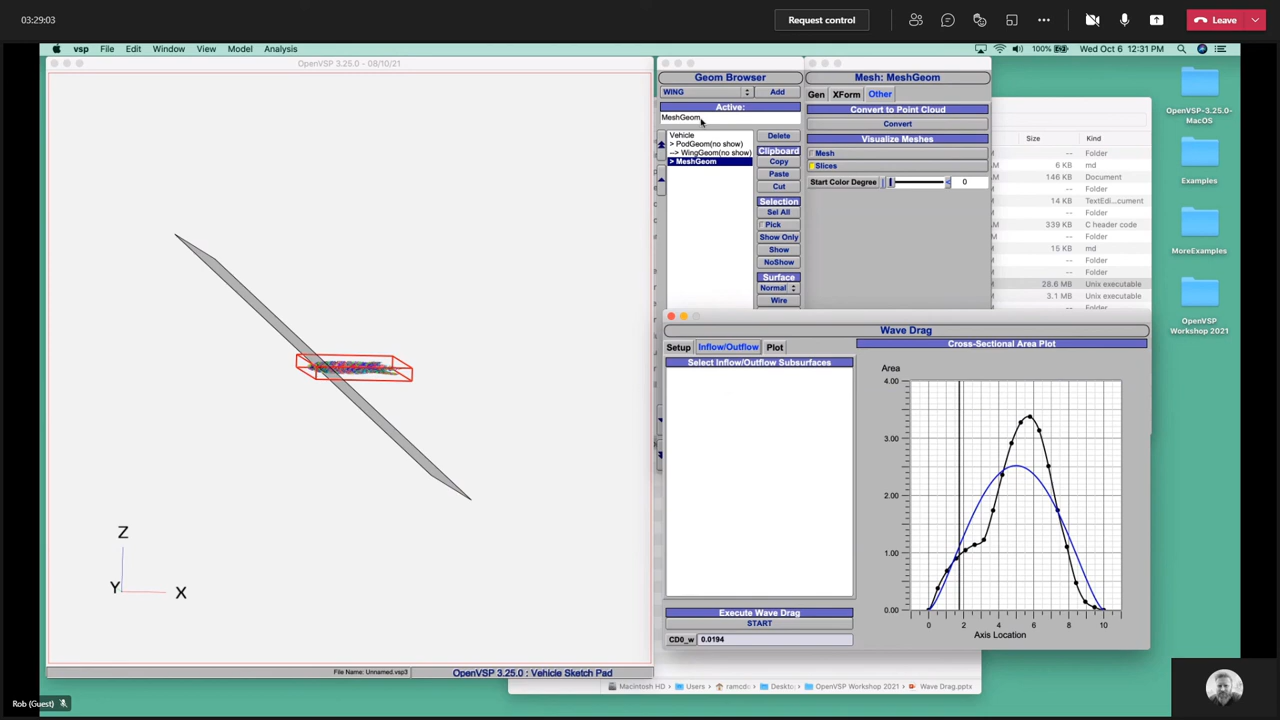 03:29:03
Request control
Leave
vsp File Edit Window View Model Analysis
100%
Wed Oct 6 12:31 PM
OpenVSP 3.25.0 - 08/10/21
Z
Y
X
File Name: Unnamed.vsp3
OpenVSP 3.25.0 : Vehicle Sketch Pad
Geom Browser
WING
Add
Active:
MeshGeom
Vehicle
> PodGeom(no show)
--> WingGeom(no show)
> MeshGeom
Delete
Clipboard
Copy
Paste
Cut
Selection
Sel All
Pick
Show Only
Show
NoShow
Surface
Normal
Wire
Mesh: MeshGeom
Gen XForm Other
Convert to Point Cloud
Convert
Visualize Meshes
Mesh
Slices
Start Color Degree
0
Size Kind
Folder
6 KB md
146 KB Document
14 KB TextEdi...cument
339 KB C header code
15 KB md
Folder
Folder
28.6 MB Unix executable
3.1 MB Unix executable
OpenVSP-3.25.0-
MacOS
Examples
MoreExamples
OpenVSP
Workshop 2021
Wave Drag
Setup Inflow/Outflow Plot
Select Inflow/Outflow Subsurfaces
Execute Wave Drag
START
CD0_w 0.0194
Cross-Sectional Area Plot
Area
4.00
3.00
2.00
1.00
0.00
0 2 4 6 8 10
Axis Location
Macintosh HD Users ramcd Deskto OpenVSP Workshop 2021 Wave Drag.pptx
Rob (Guest)